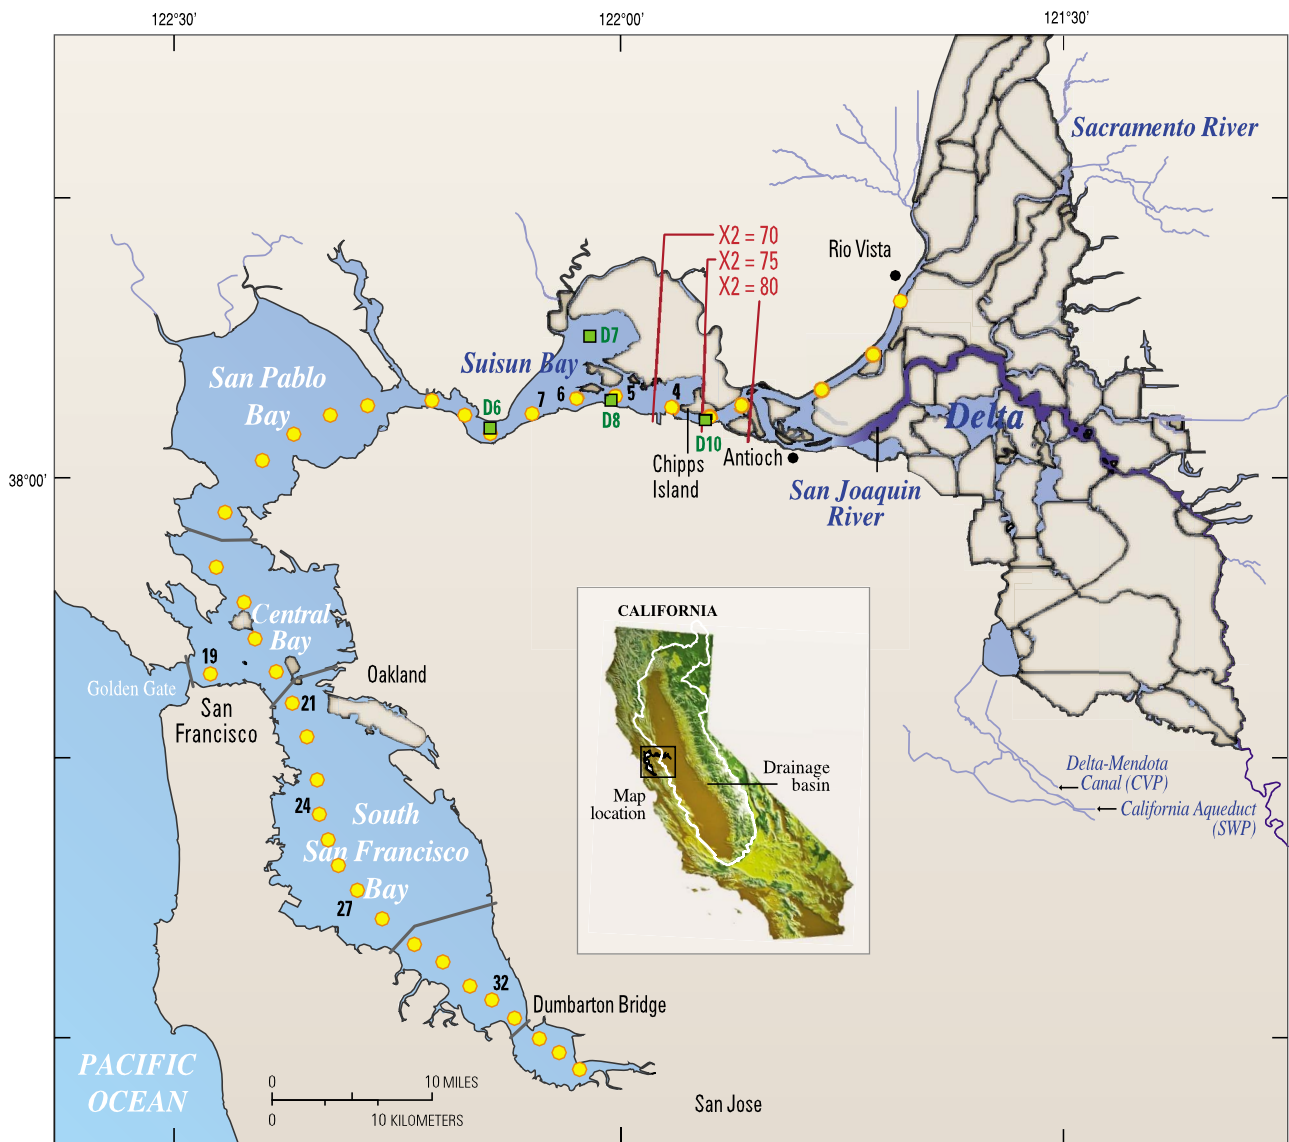 122°30'
122°00'
121°30'
Sacramento River
X2 = 70
X2 = 75
X2 = 80
Rio Vista
D7
Suisun Bay
San Pablo
Bay
D6
7
6
5
4
D8
D10
Delta
Chipps
Island
Antioch
38°00'
San Joaquin
River
Central
Bay
19
Golden Gate
San
Francisco
Oakland
21
CALIFORNIA
Drainage
basin
Map
location
Delta-Mendota
Canal (CVP)
California Aqueduct
(SWP)
24
South
San Francisco
Bay
27
32
Dumbarton Bridge
PACIFIC
OCEAN
0
10 MILES
0
10 KILOMETERS
San Jose